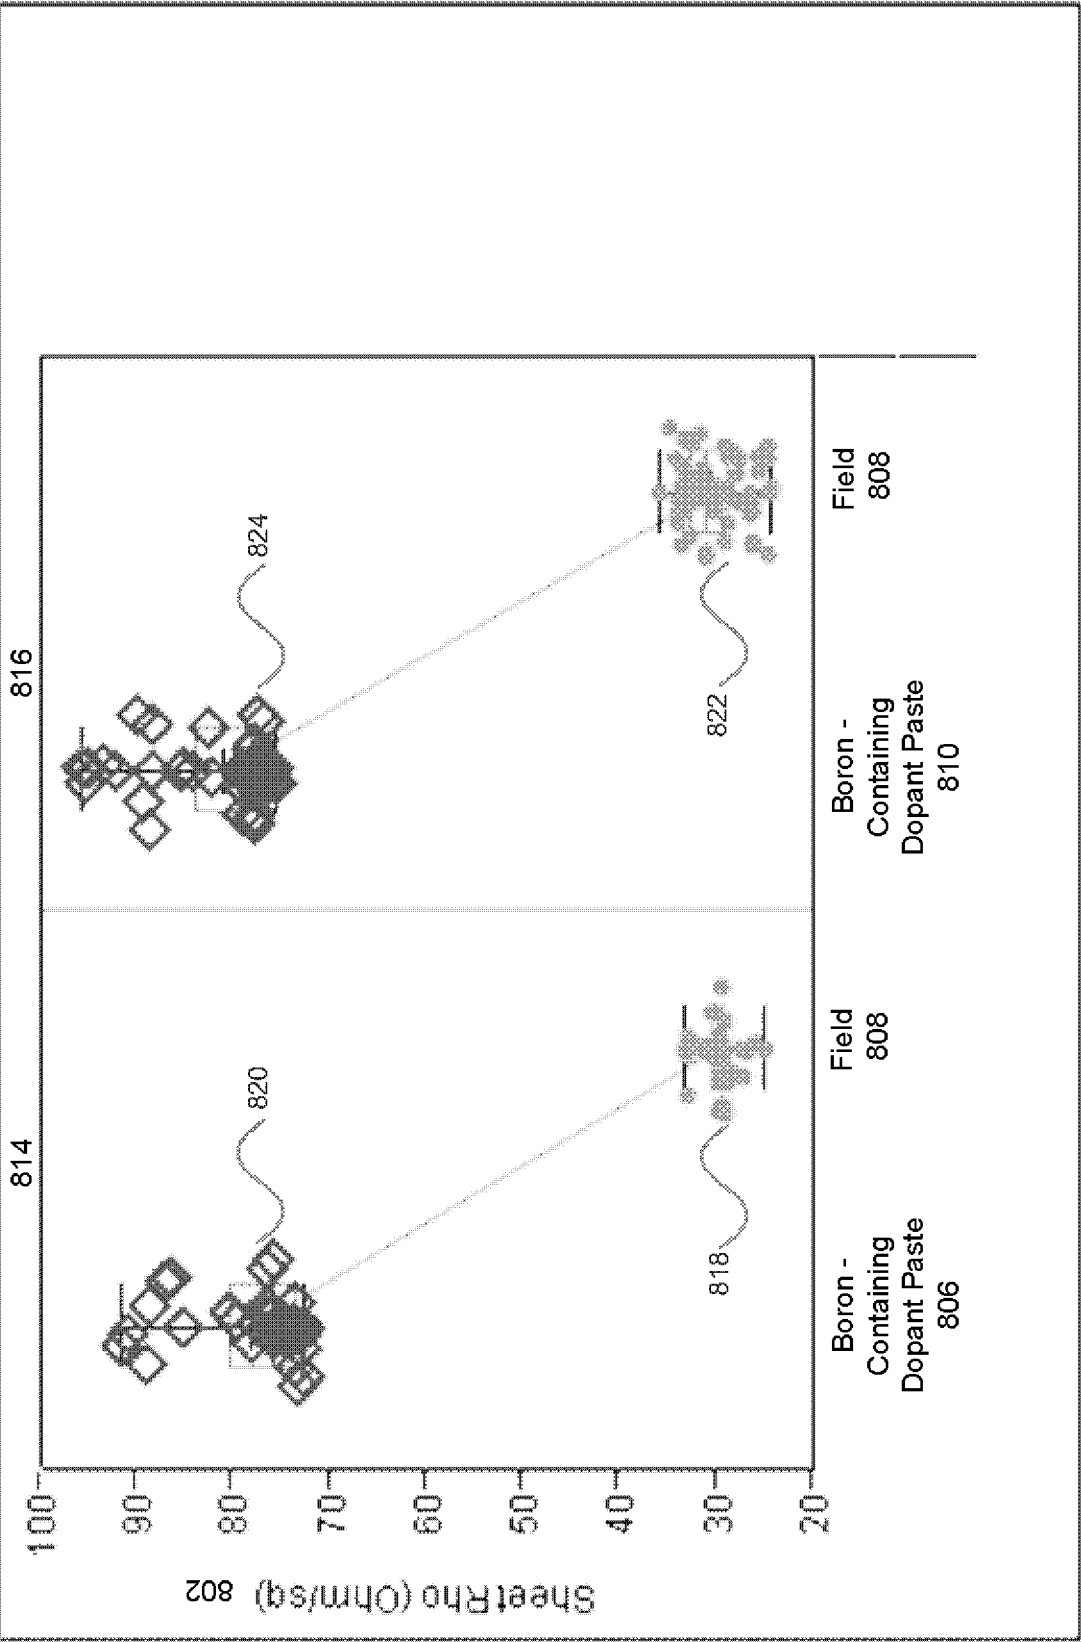 814
816
Sheet Rho (Ohm/sq) 802
100
90
80
70
60
50
40
30
20
820
824
818
822
Boron -
Containing
Dopant Paste
806
Field
808
Boron -
Containing
Dopant Paste
810
Field
808